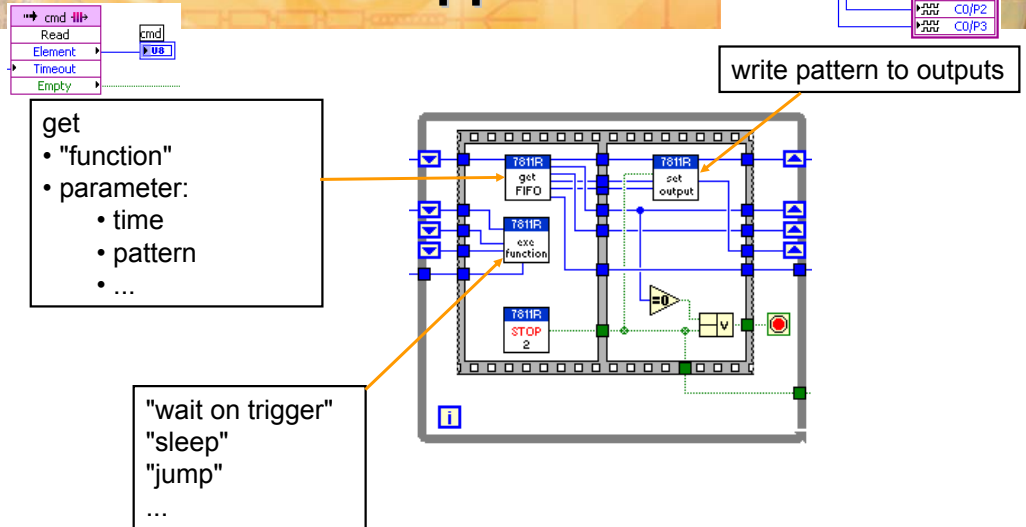 cmd
Read
Element
Timeout
Empty
cmd
U8
C0/P2
C0/P3
write pattern to outputs
get
• "function"
• parameter:
• time
• pattern
• ...
7811R
get
FIFO
7811R
set
output
7811R
exe
function
=0
7811R
STOP
2
V
i
"wait on trigger"
"sleep"
"jump"
...